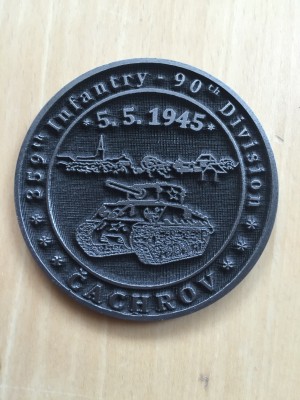 359th Infantry - 90th Division
* 5. 5. 1945 *
ČACHROV